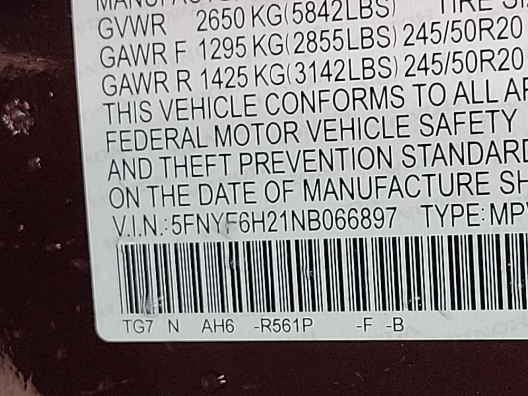 GVWR 2650 KG(5842LBS) TIRE
GAWR F 1295 KG(2855LBS) 245/50R20
GAWR R 1425 KG(3142LBS) 245/50R20
THIS VEHICLE CONFORMS TO ALL
FEDERAL MOTOR VEHICLE SAFETY
AND THEFT PREVENTION STANDARD
ON THE DATE OF MANUFACTURE SH
V.I.N.:5FNYF6H21NB066897 TYPE:MPV
TG7 N AH6 -R561P -F -B